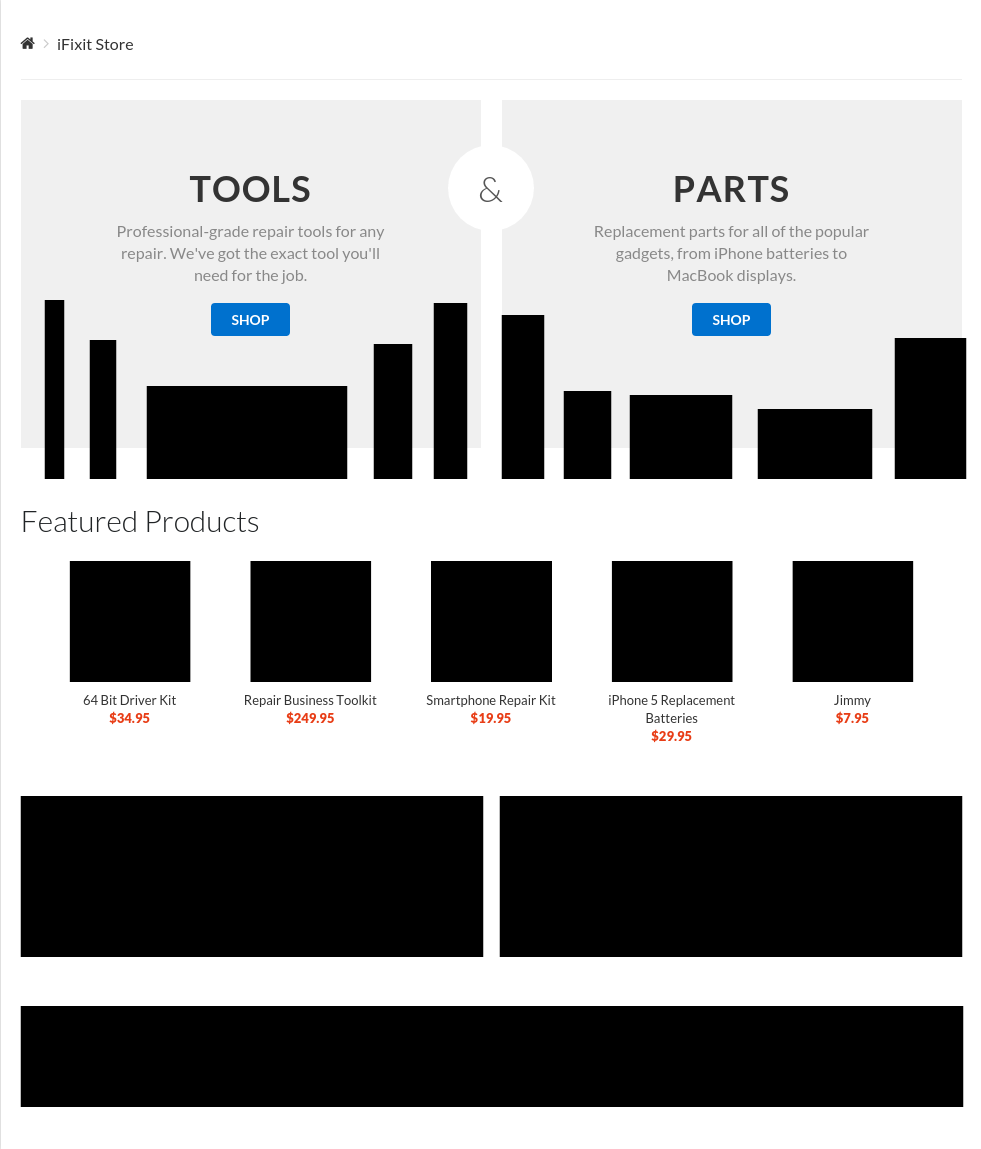 iFixit Store
TOOLS
Professional-grade repair tools for any
repair. We've got the exact tool you'll
need for the job.
SHOP
&
PARTS
Replacement parts for all of the popular
gadgets, from iPhone batteries to
MacBook displays.
SHOP
Featured Products
64 Bit Driver Kit
$34.95
Repair Business Toolkit
$249.95
Smartphone Repair Kit
$19.95
iPhone 5 Replacement
Batteries
$29.95
Jimmy
$7.95